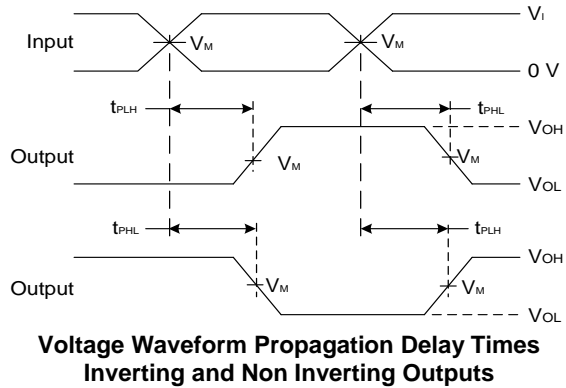 VI
Input VM VM
0 V
tPLH tPHL
VOH
Output VM VM
VOL
tPHL tPLH
VOH
Output VM VM
VOL
Voltage Waveform Propagation Delay Times
Inverting and Non Inverting Outputs